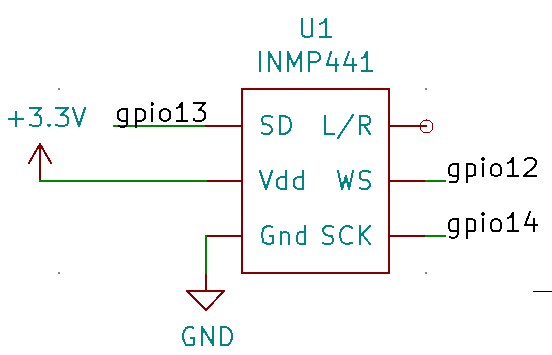 U1
INMP441
+3.3V
gpio13
SD
L/R
Vdd
WS
gpio12
Gnd
SCK
gpio14
GND